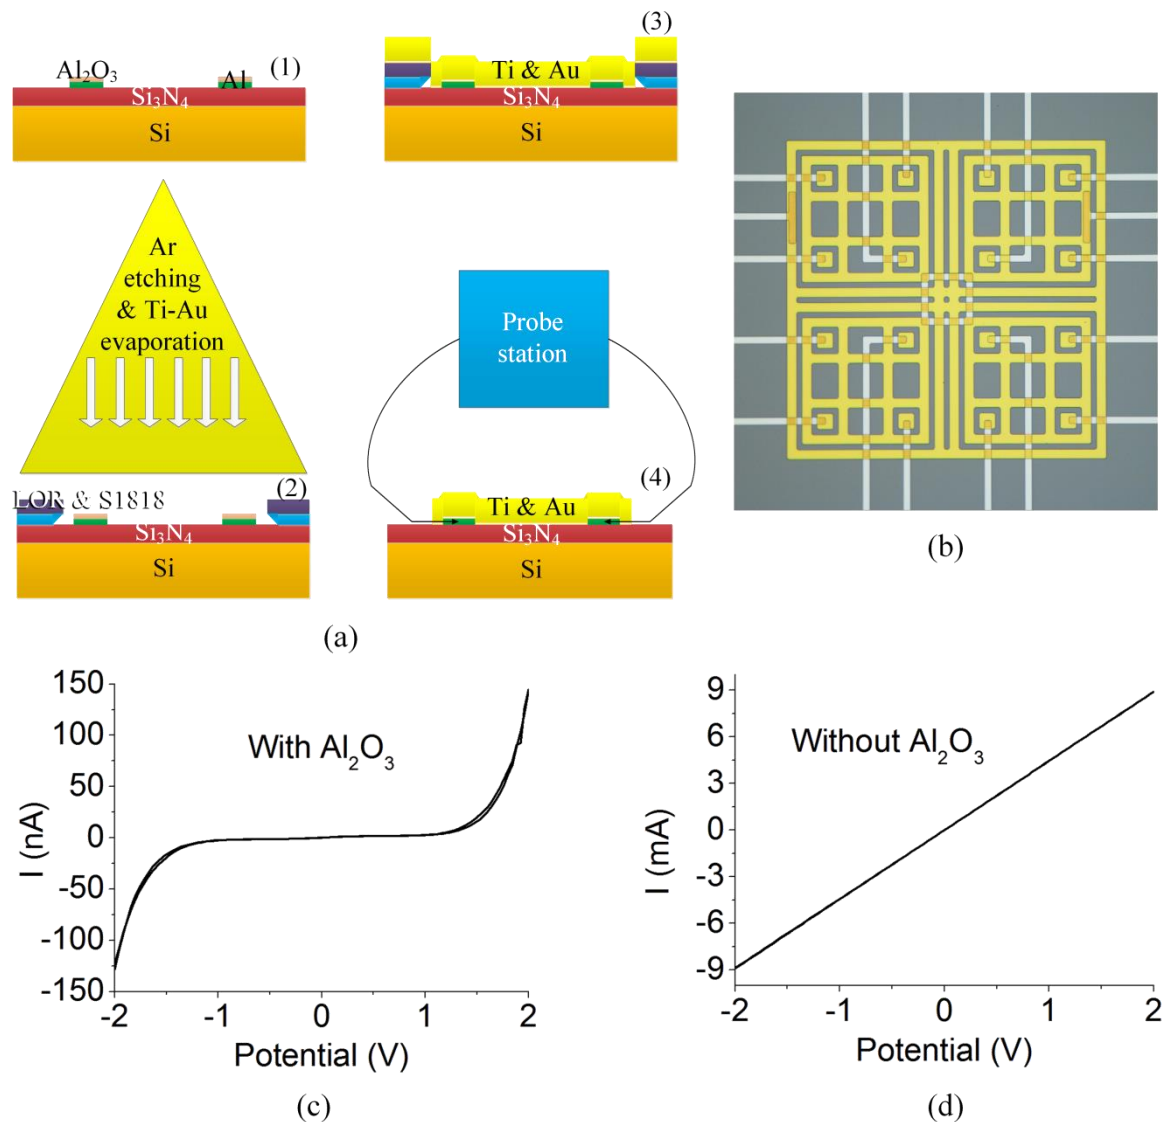 (1)
Al₂O₃
Al
Si₃N₄
Si
(3)
Ti & Au
Si₃N₄
Ar
etching
& Ti-Au
evaporation
Probe
station
(2)
LOR & S1818
Si₃N₄
Si
(4)
Ti & Au
Si₃N₄
Si
(a)
(b)
150
100
50
0
-50
-100
-150
I (nA)
With Al₂O₃
-2 -1 0 1 2
Potential (V)
(c)
9
6
3
0
-3
-6
-9
I (mA)
Without Al₂O₃
-2 -1 0 1 2
Potential (V)
(d)